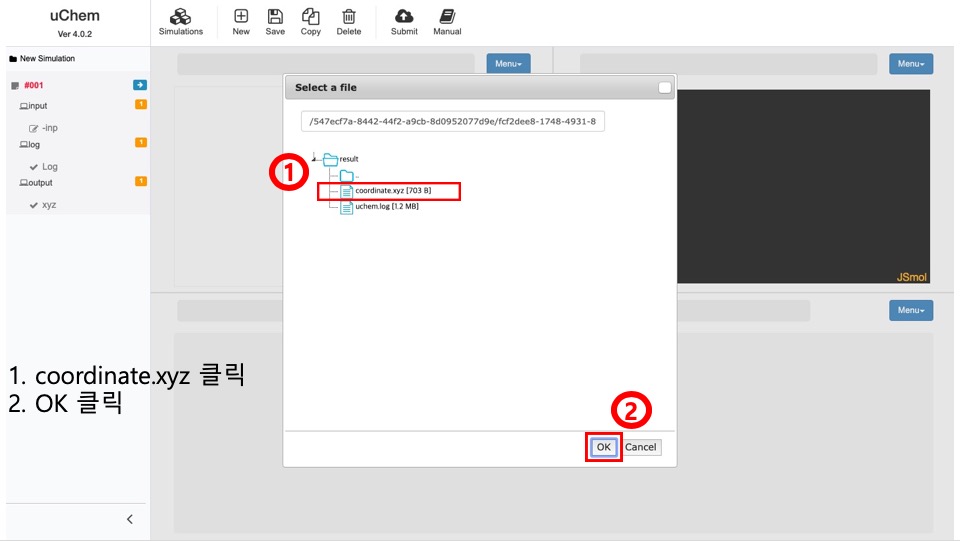 uChem
Ver 4.0.2
Simulations
New
Save
Copy
Delete
Submit
Manual
New Simulation
#001
input
1
-inp
log
1
Log
output
1
xyz
Menu
Menu
Select a file
/547ecf7a-8442-44f2-a9cb-8d0952077d9e/fcf2dee8-1748-4931-8
1
result
..
coordinate.xyz [703 B]
uchem.log [1.2 MB]
JSmol
Menu
1. coordinate.xyz 클릭
2. OK 클릭
2
OK
Cancel